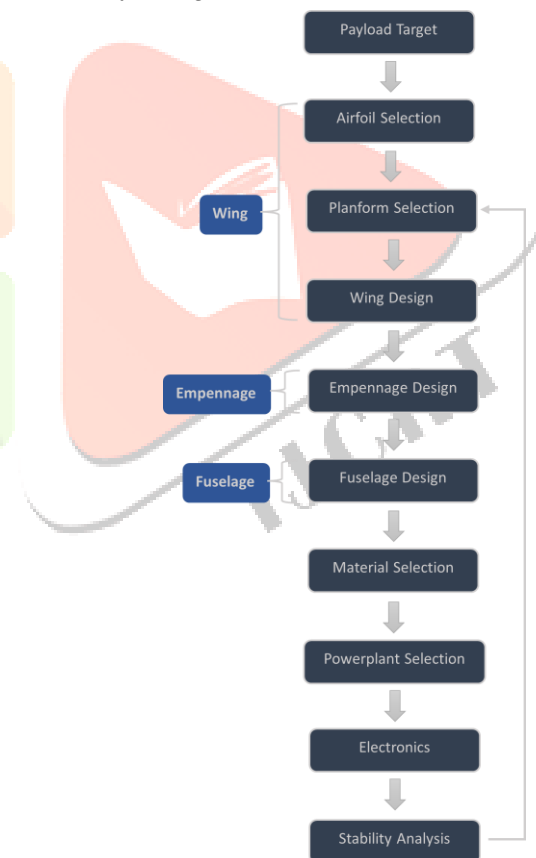 Payload Target
Airfoil Selection
Wing
Planform Selection
Wing Design
Empennage
Empennage Design
Fuselage
Fuselage Design
IJCRT
Material Selection
Powerplant Selection
Electronics
Stability Analysis